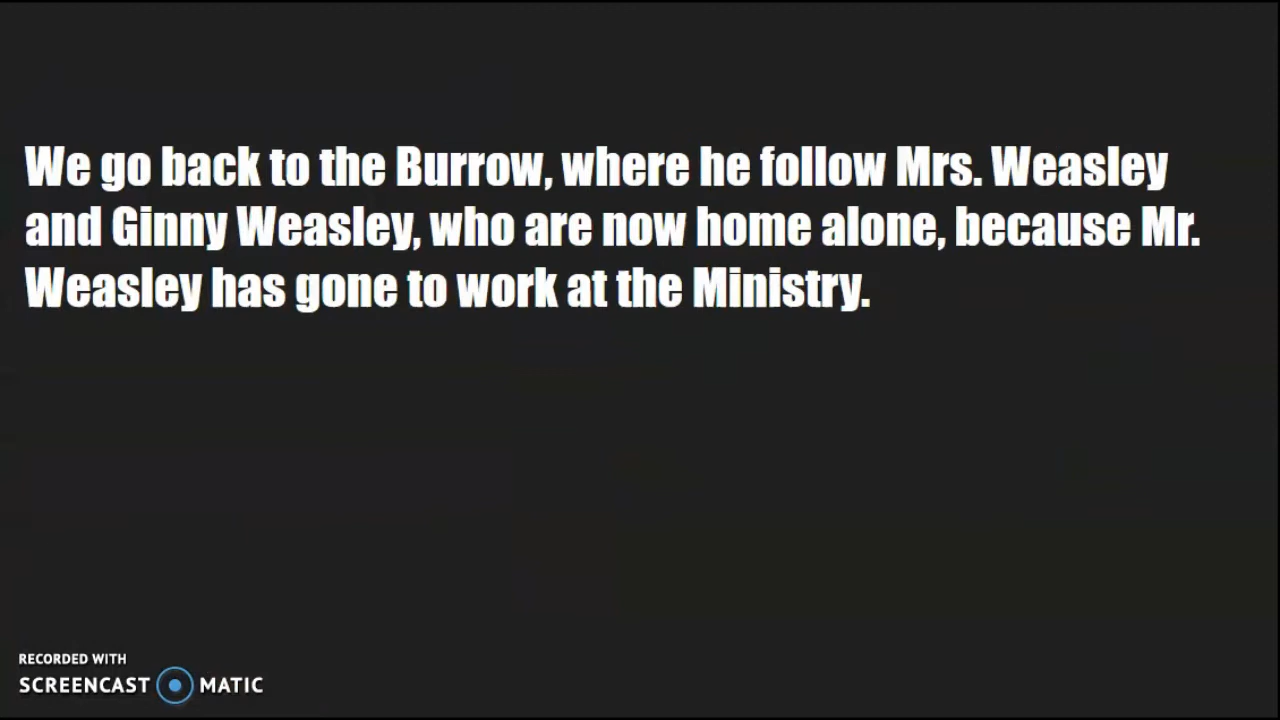 We go back to the Burrow, where he follow Mrs. Weasley
and Ginny Weasley, who are now home alone, because Mr.
Weasley has gone to work at the Ministry.
RECORDED WITH
SCREENCAST MATIC